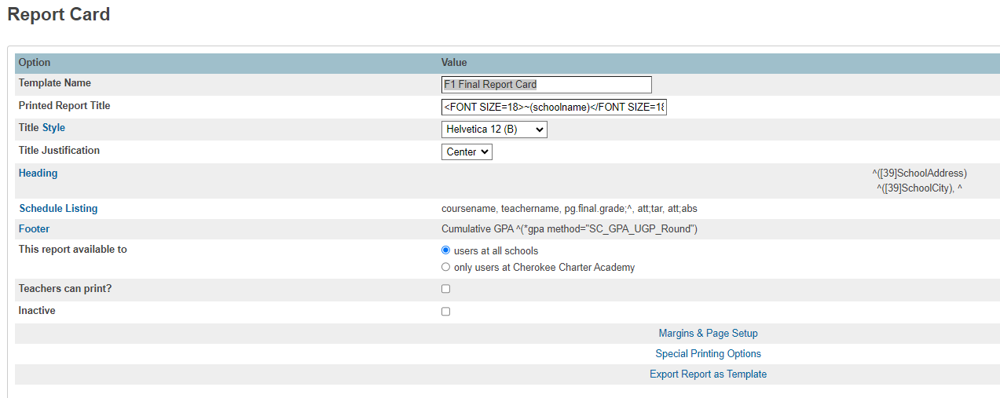 Report Card
Option Value
Template Name F1 Final Report Card
Printed Report Title <FONT SIZE=18>~(schoolname)</FONT SIZE=18
Title Style Helvetica 12 (B)
Title Justification Center
Heading ^([39]SchoolAddress)
^([39]SchoolCity), ^
Schedule Listing coursename, teachername, pg.final.grade;^, att;tar, att;abs
Footer Cumulative GPA ^(*gpa method="SC_GPA_UGP_Round")
This report available to users at all schools
only users at Cherokee Charter Academy
Teachers can print?
Inactive
Margins & Page Setup
Special Printing Options
Export Report as Template